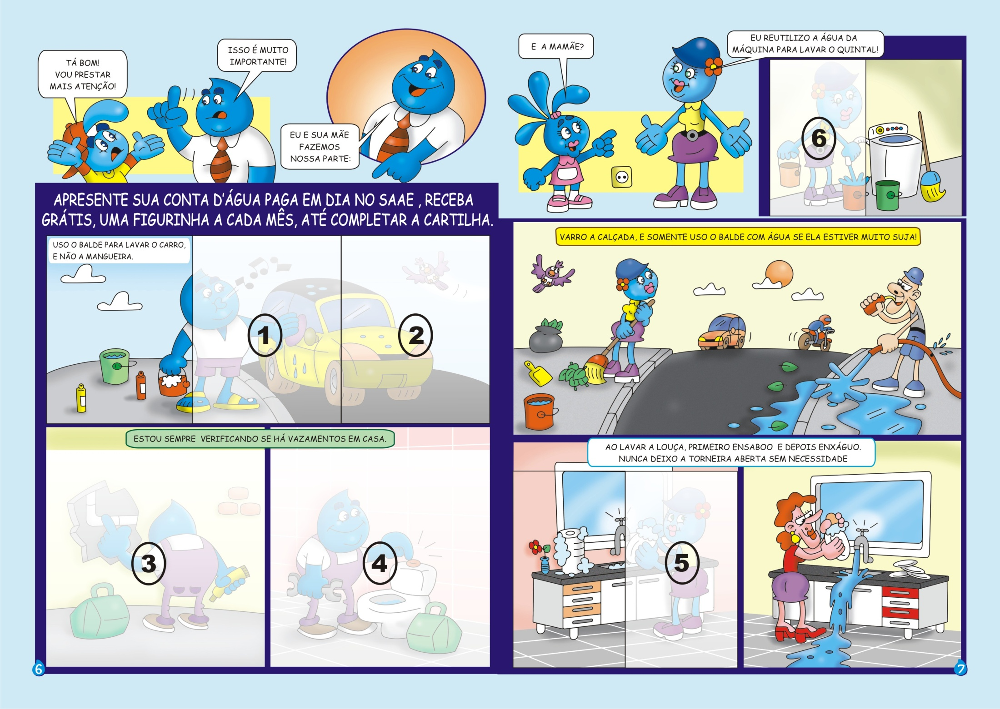 TÁ BOM!
VOU PRESTAR
MAIS ATENÇÃO!
ISSO É MUITO
IMPORTANTE!
EU E SUA MÃE
FAZEMOS
NOSSA PARTE:
APRESENTE SUA CONTA D'ÁGUA PAGA EM DIA NO SAAE , RECEBA
GRÁTIS, UMA FIGURINHA A CADA MÊS, ATÉ COMPLETAR A CARTILHA.
USO O BALDE PARA LAVAR O CARRO,
E NÃO A MANGUEIRA.
1
2
ESTOU SEMPRE VERIFICANDO SE HÁ VAZAMENTOS EM CASA.
3
4
6
E A MAMÃE?
EU REUTILIZO A ÁGUA DA
MÁQUINA PARA LAVAR O QUINTAL!
6
VARRO A CALÇADA, E SOMENTE USO O BALDE COM ÁGUA SE ELA ESTIVER MUITO SUJA!
AO LAVAR A LOUÇA, PRIMEIRO ENSABOO E DEPOIS ENXÁGUO.
NUNCA DEIXO A TORNEIRA ABERTA SEM NECESSIDADE
5
7